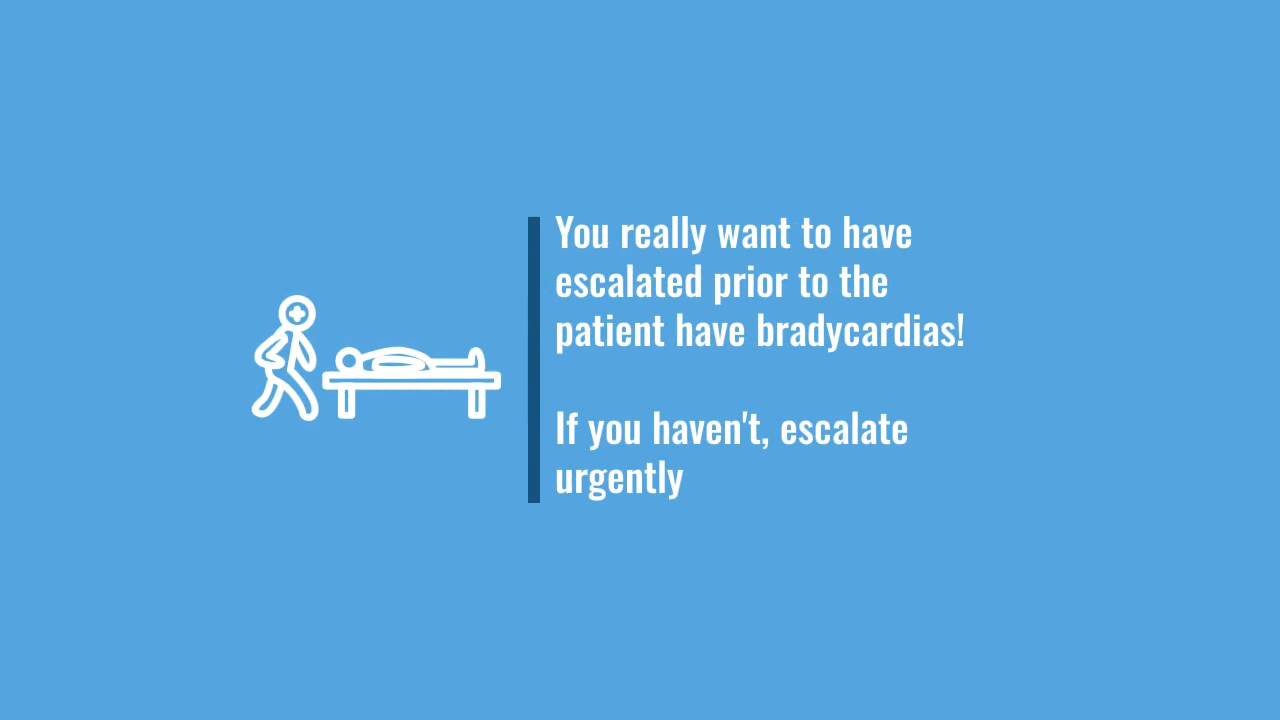 You really want to have
escalated prior to the
patient have bradycardias!
If you haven't, escalate
urgently